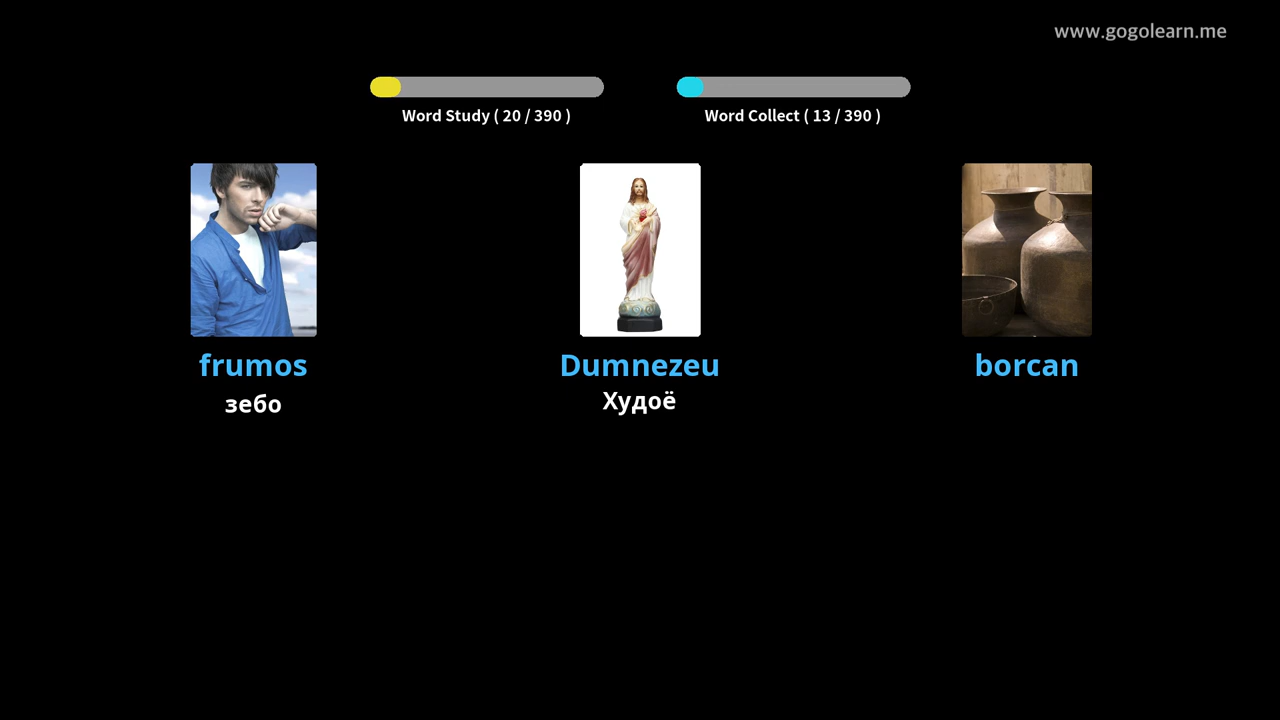 www.gogolearn.me
Word Study ( 20 / 390 )
Word Collect ( 13 / 390 )
frumos
Dumnezeu
borcan
зебо
Худоё